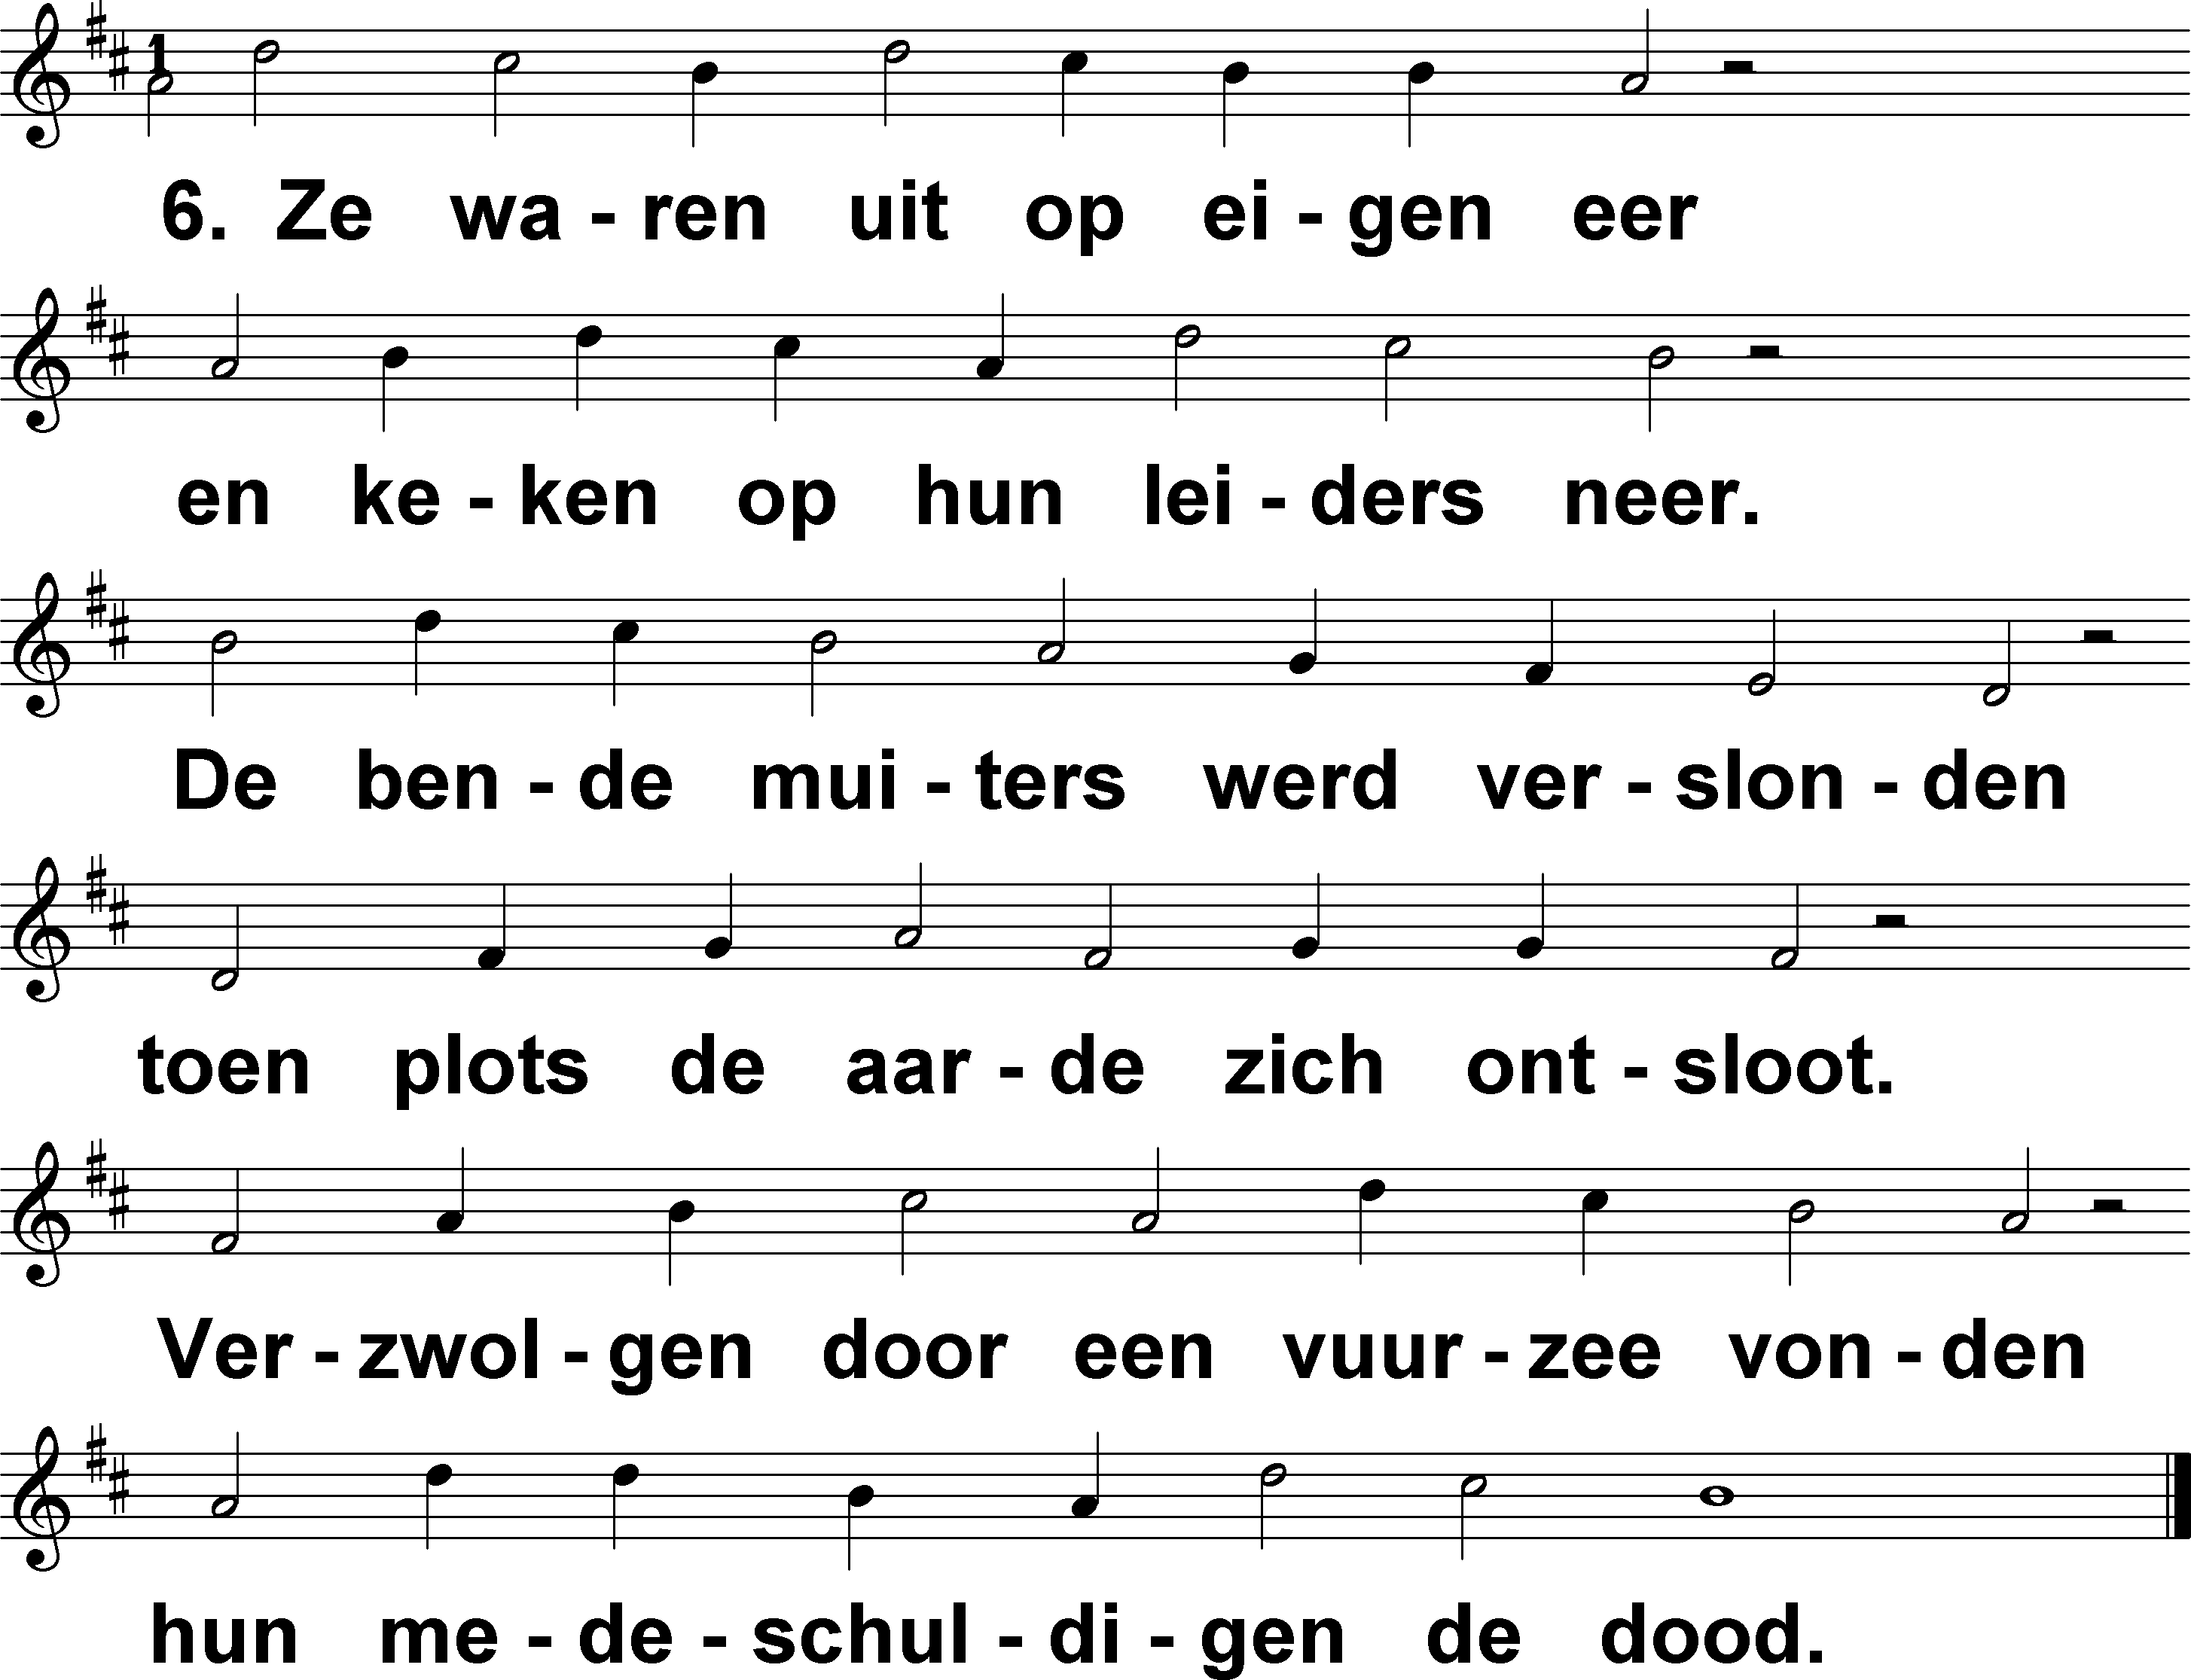 6. Ze wa - ren uit op ei - gen eer
en ke - ken op hun lei - ders neer.
De ben - de mui - ters werd ver - slon - den
toen plots de aar - de zich ont - sloot.
Ver - zwol - gen door een vuur - zee von - den
hun me - de - schul - di - gen de dood.